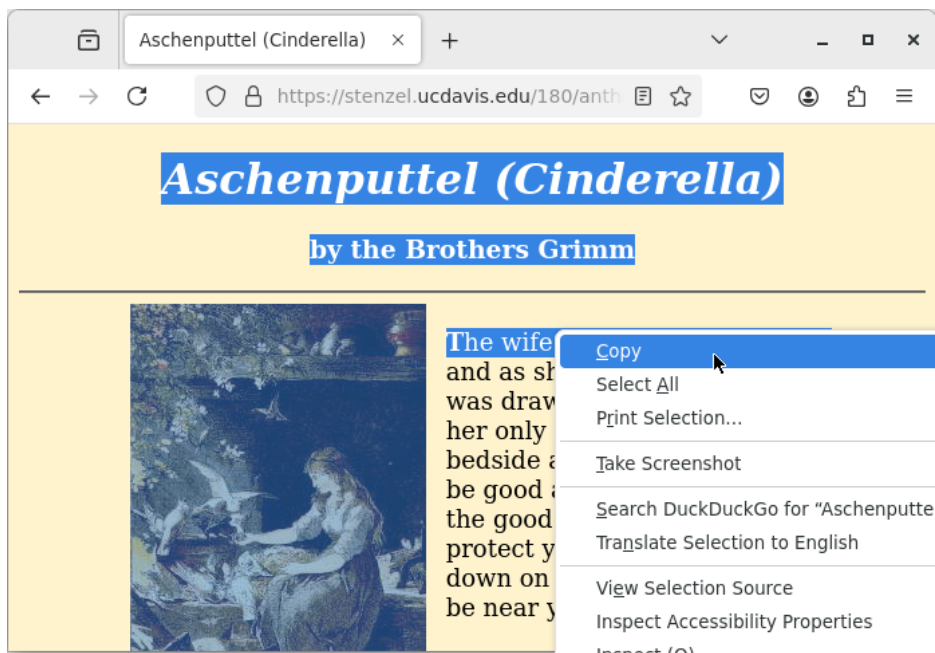 Aschenputtel (Cinderella)
https://stenzel.ucdavis.edu/180/anth
Aschenputtel (Cinderella)
by the Brothers Grimm
The wife
and as
was
her only
bedside
be good
the good
protect
down on
be near
Copy
Select All
Print Selection...
Take Screenshot
Search DuckDuckGo for “Aschenputte
Translate Selection to English
View Selection Source
Inspect Accessibility Properties
Inspect (Q)